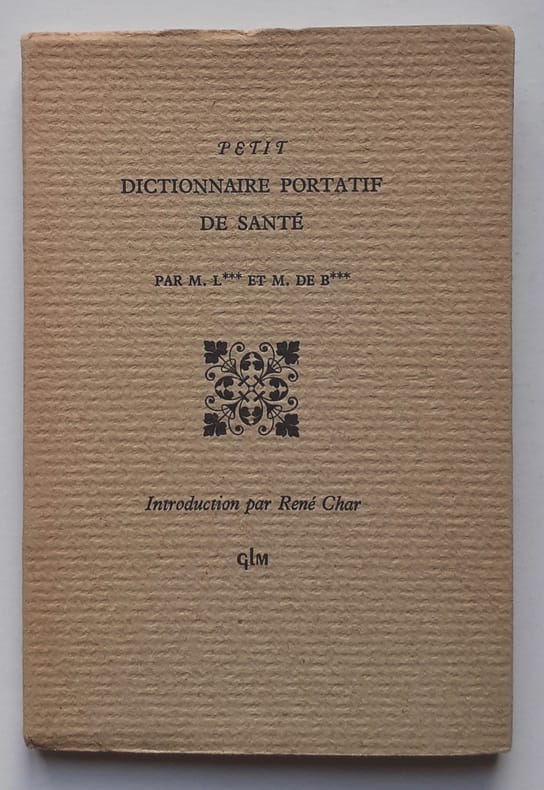 PETIT
DICTIONNAIRE PORTATIF
DE SANTÉ
PAR M. L*** ET M. DE B***
Introduction par René Char
GLM